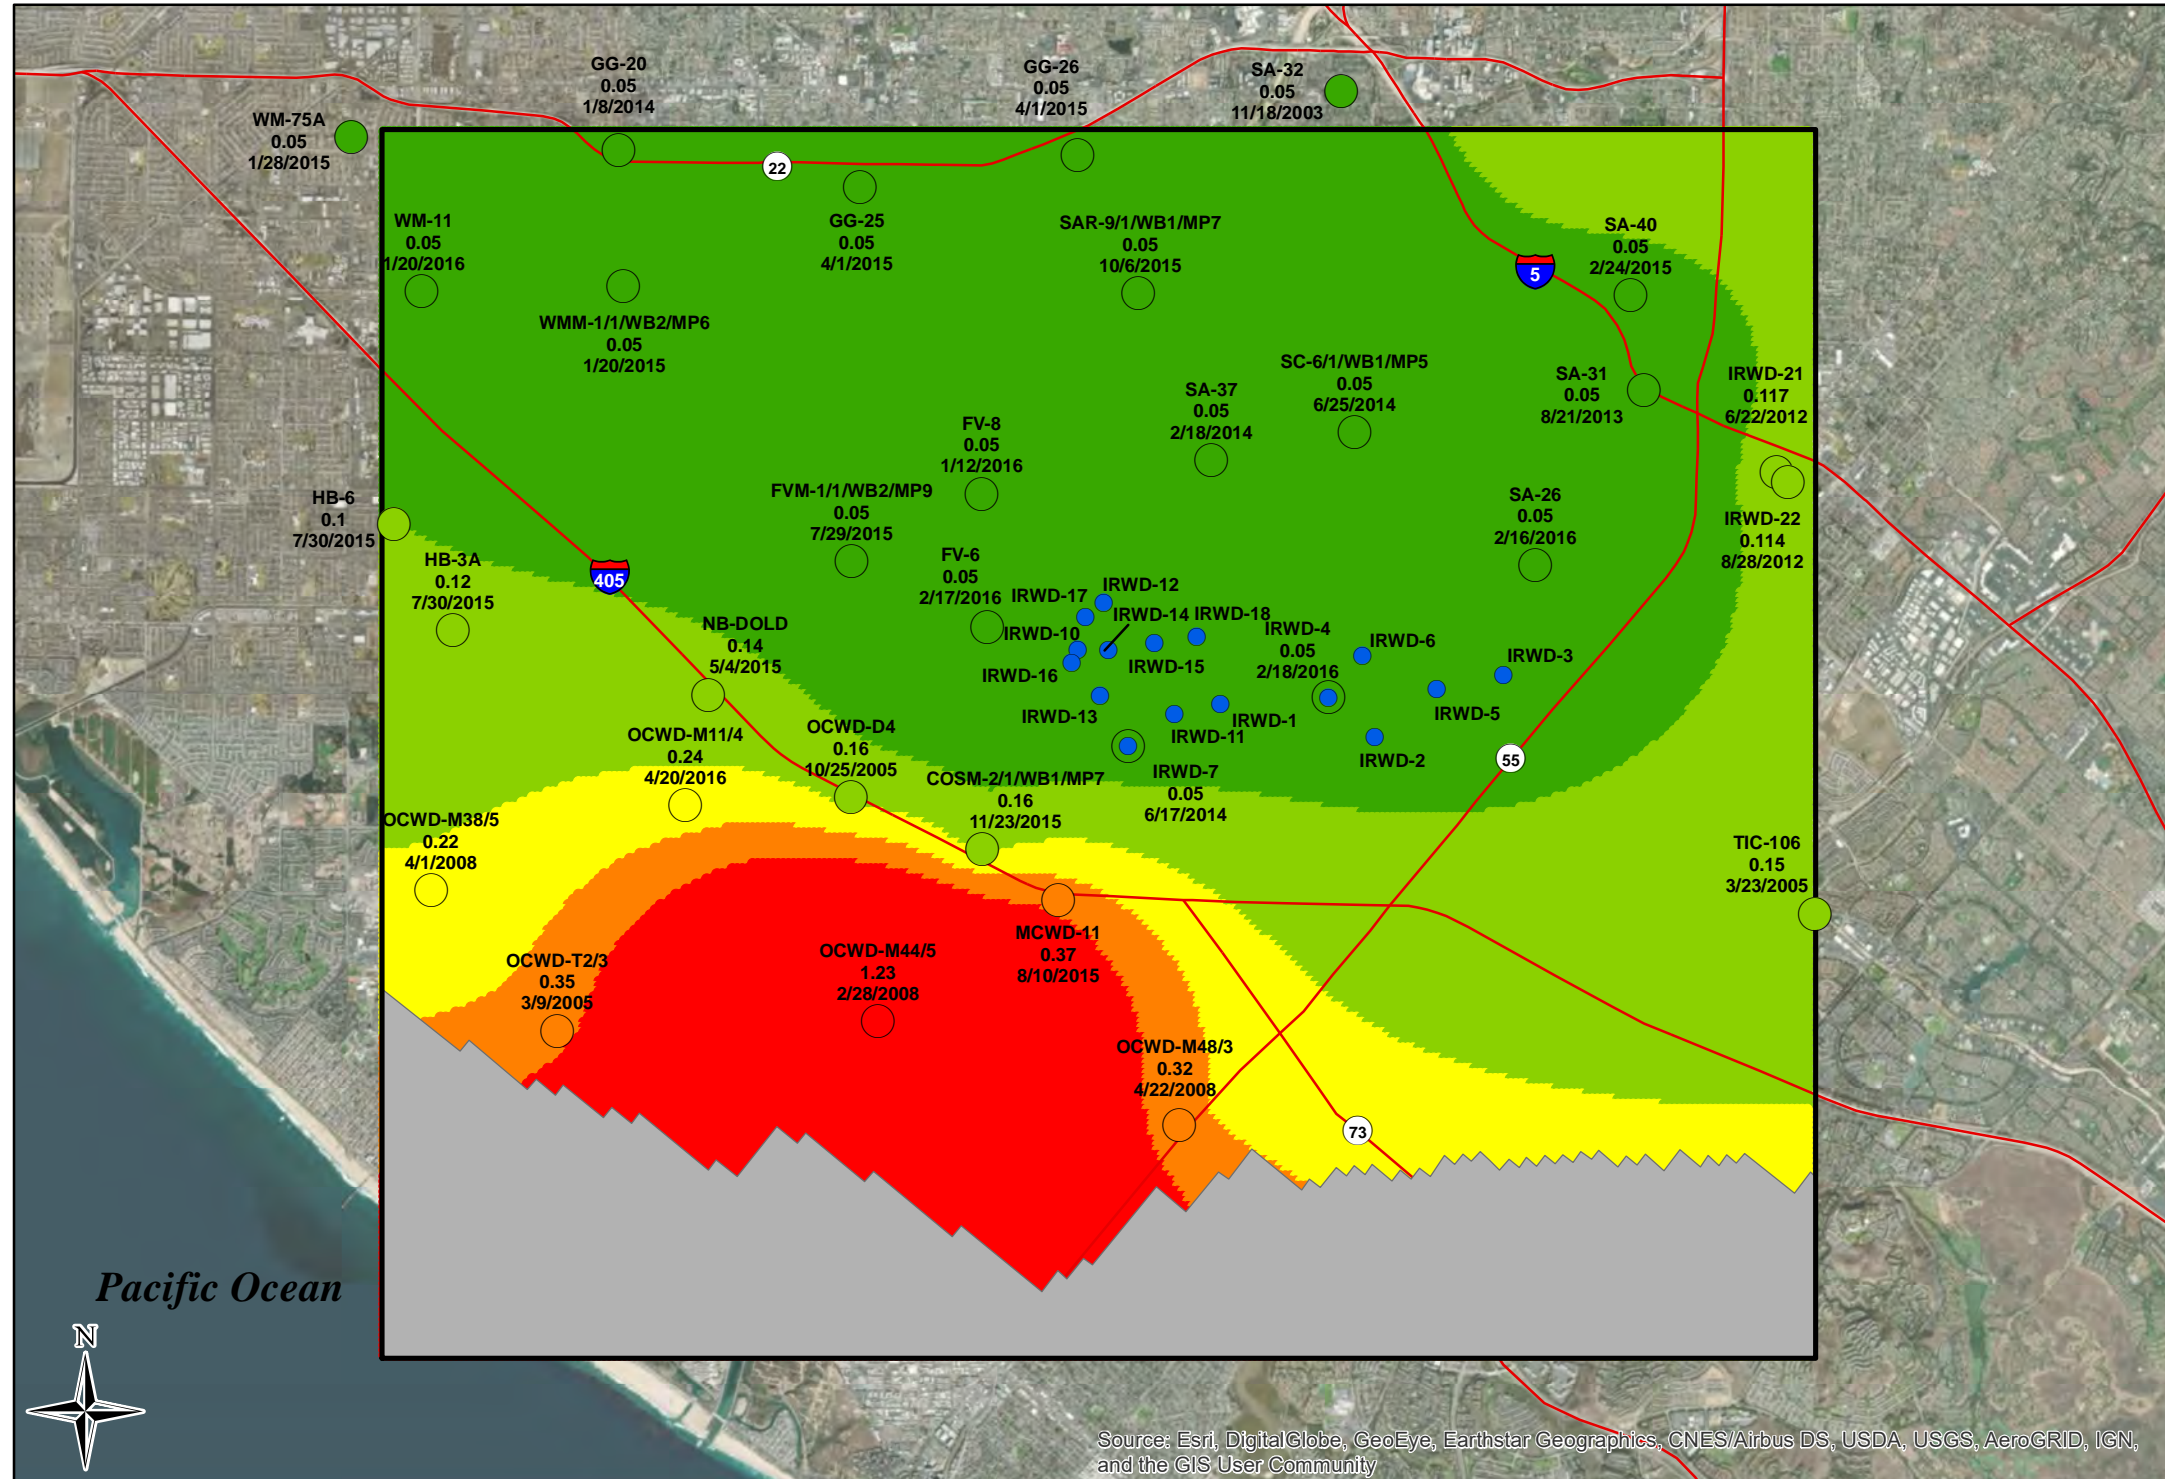 GG-20
0.05
1/8/2014
GG-26
0.05
4/1/2015
SA-32
0.05
11/18/2003
WM-75A
0.05
1/28/2015
22
WM-11
0.05
1/20/2016
GG-25
0.05
4/1/2015
SAR-9/1/WB1/MP7
0.05
10/6/2015
SA-40
0.05
2/24/2015
5
WMM-1/1/WB2/MP6
0.05
1/20/2015
SC-6/1/WB1/MP5
0.05
6/25/2014
SA-37
0.05
2/18/2014
SA-31
0.05
8/21/2013
IRWD-21
0.117
6/22/2012
FV-8
0.05
1/12/2016
FVM-1/1/WB2/MP9
0.05
7/29/2015
HB-6
0.1
7/30/2015
SA-26
0.05
2/16/2016
IRWD-22
0.114
8/28/2012
HB-3A
0.12
7/30/2015
405
FV-6
0.05
2/17/2016
IRWD-12
IRWD-17
IRWD-14
IRWD-18
IRWD-10
IRWD-4
0.05
2/18/2016
IRWD-6
IRWD-3
NB-DOLD
0.14
5/4/2015
IRWD-16
IRWD-15
IRWD-13
IRWD-1
IRWD-11
IRWD-5
IRWD-2
OCWD-M11/4
0.24
4/20/2016
OCWD-D4
0.16
10/25/2005
55
COSM-2/1/WB1/MP7
0.16
11/23/2015
IRWD-7
0.05
6/17/2014
OCWD-M38/5
0.22
4/1/2008
TIC-106
0.15
3/23/2005
OCWD-T2/3
0.35
3/9/2005
OCWD-M44/5
1.23
2/28/2008
MCWD-11
0.37
8/10/2015
OCWD-M48/3
0.32
4/22/2008
73
Pacific Ocean
N
Source: Esri, DigitalGlobe, GeoEye, Earthstar Geographics, CNES/Airbus DS, USDA, USGS, AeroGRID, IGN,
and the GIS User Community